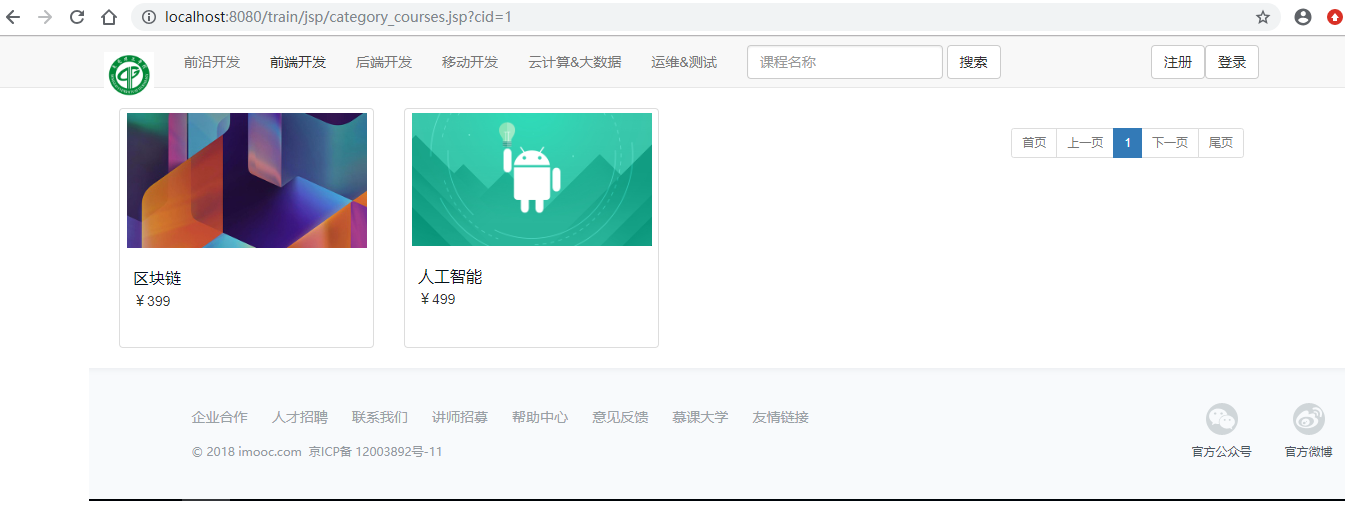 localhost:8080/train/jsp/category_courses.jsp?cid=1
前沿开发 前端开发 后端开发 移动开发 云计算&大数据 运维&测试 课程名称 搜索 注册 登录
首页 上一页 1 下一页 尾页
区块链
￥399
人工智能
￥499
企业合作 人才招聘 联系我们 讲师招募 帮助中心 意见反馈 慕课大学 友情链接
© 2018 imooc.com 京ICP备 12003892号-11
官方公众号 官方微博